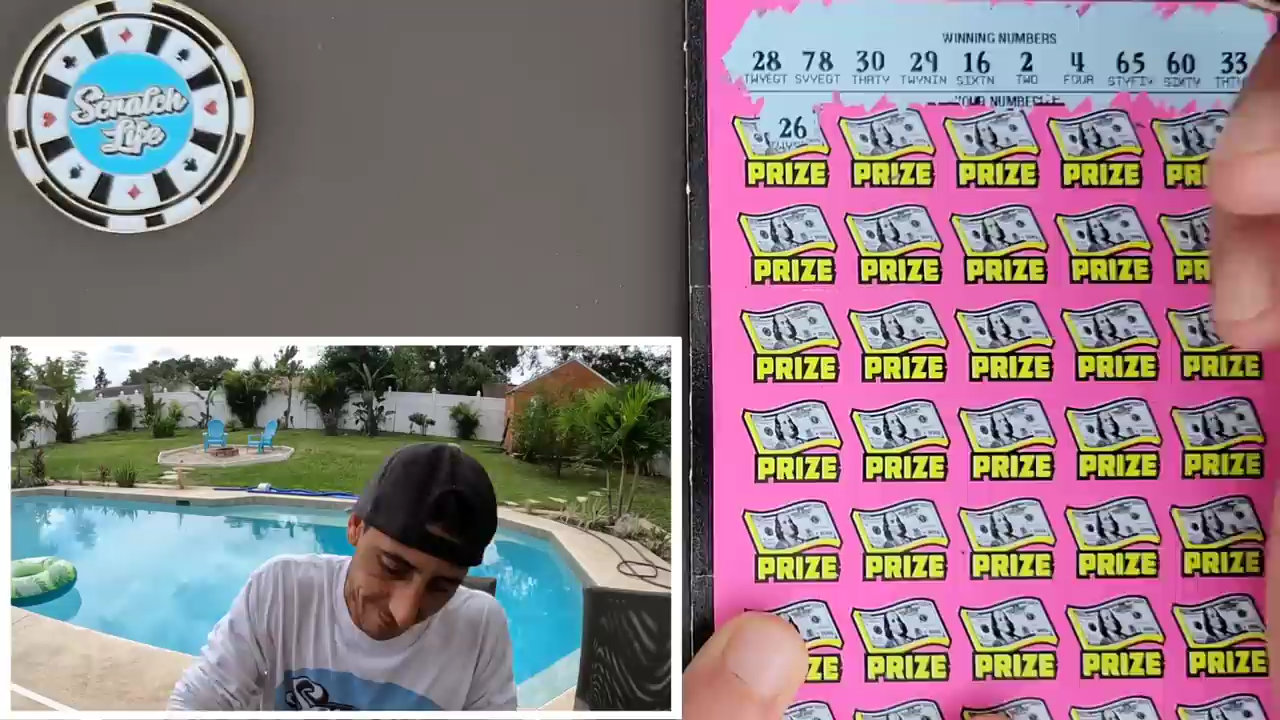 Scratch
Life
WINNING NUMBERS
28 78 30 29 16 2 4 65 60 33
TWYEGT SVYEGT THRTY TWYNIN SIXTN TWO FOUR STYFIV SIXTY
YOUR NUMBERS
26
PRIZE PRIZE PRIZE PRIZE
PRIZE PRIZE PRIZE PRIZE
PRIZE PRIZE PRIZE PRIZE PRIZE
PRIZE PRIZE PRIZE PRIZE PRIZE
PRIZE PRIZE PRIZE PRIZE PRIZE
PRIZE PRIZE PRIZE PRIZE